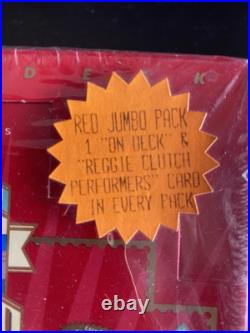 D E K
S
RED JUMBO PACK
1 "ON DECK" &
"REGGIE CLUTCH
PERFORMERS" CARD
IN EVERY PACK